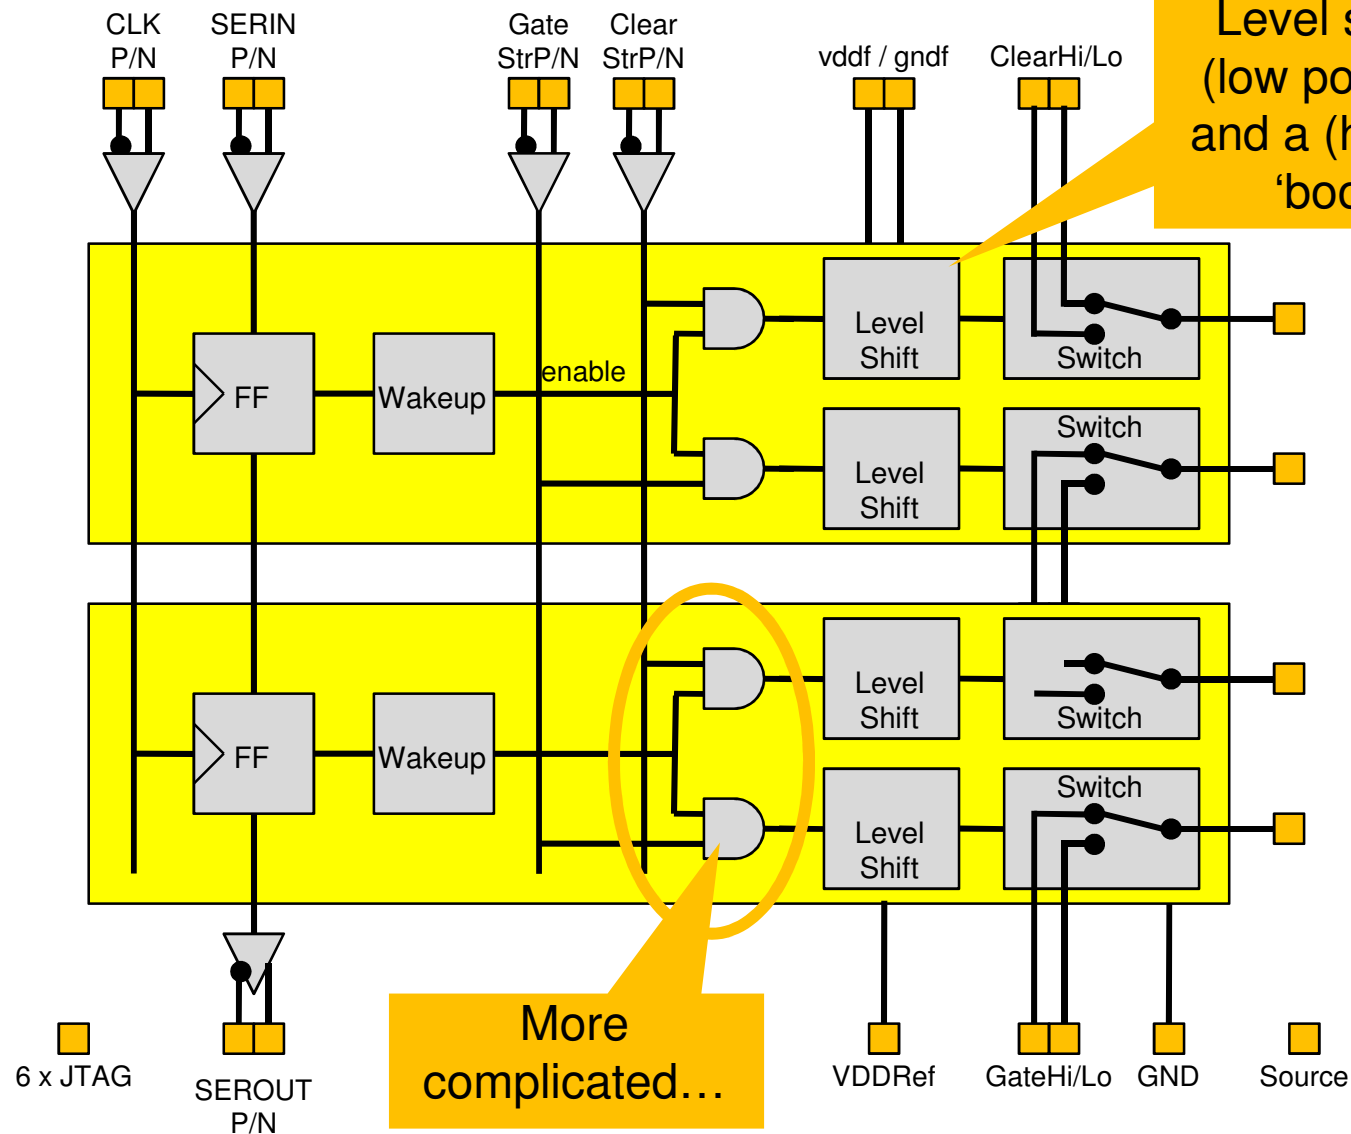 CLK
P/N
SERIN
P/N
Gate
StrP/N
Clear
StrP/N
vddf / gndf
ClearHi/Lo
Level
(low
and a
Level
Shift
Switch
FF
Wakeup
enable
Level
Shift
Switch
Level
Shift
Switch
FF
Wakeup
Level
Shift
Switch
More
complicated…
6 x JTAG
SEROUT
P/N
VDDRef
GateHi/Lo
GND
Source